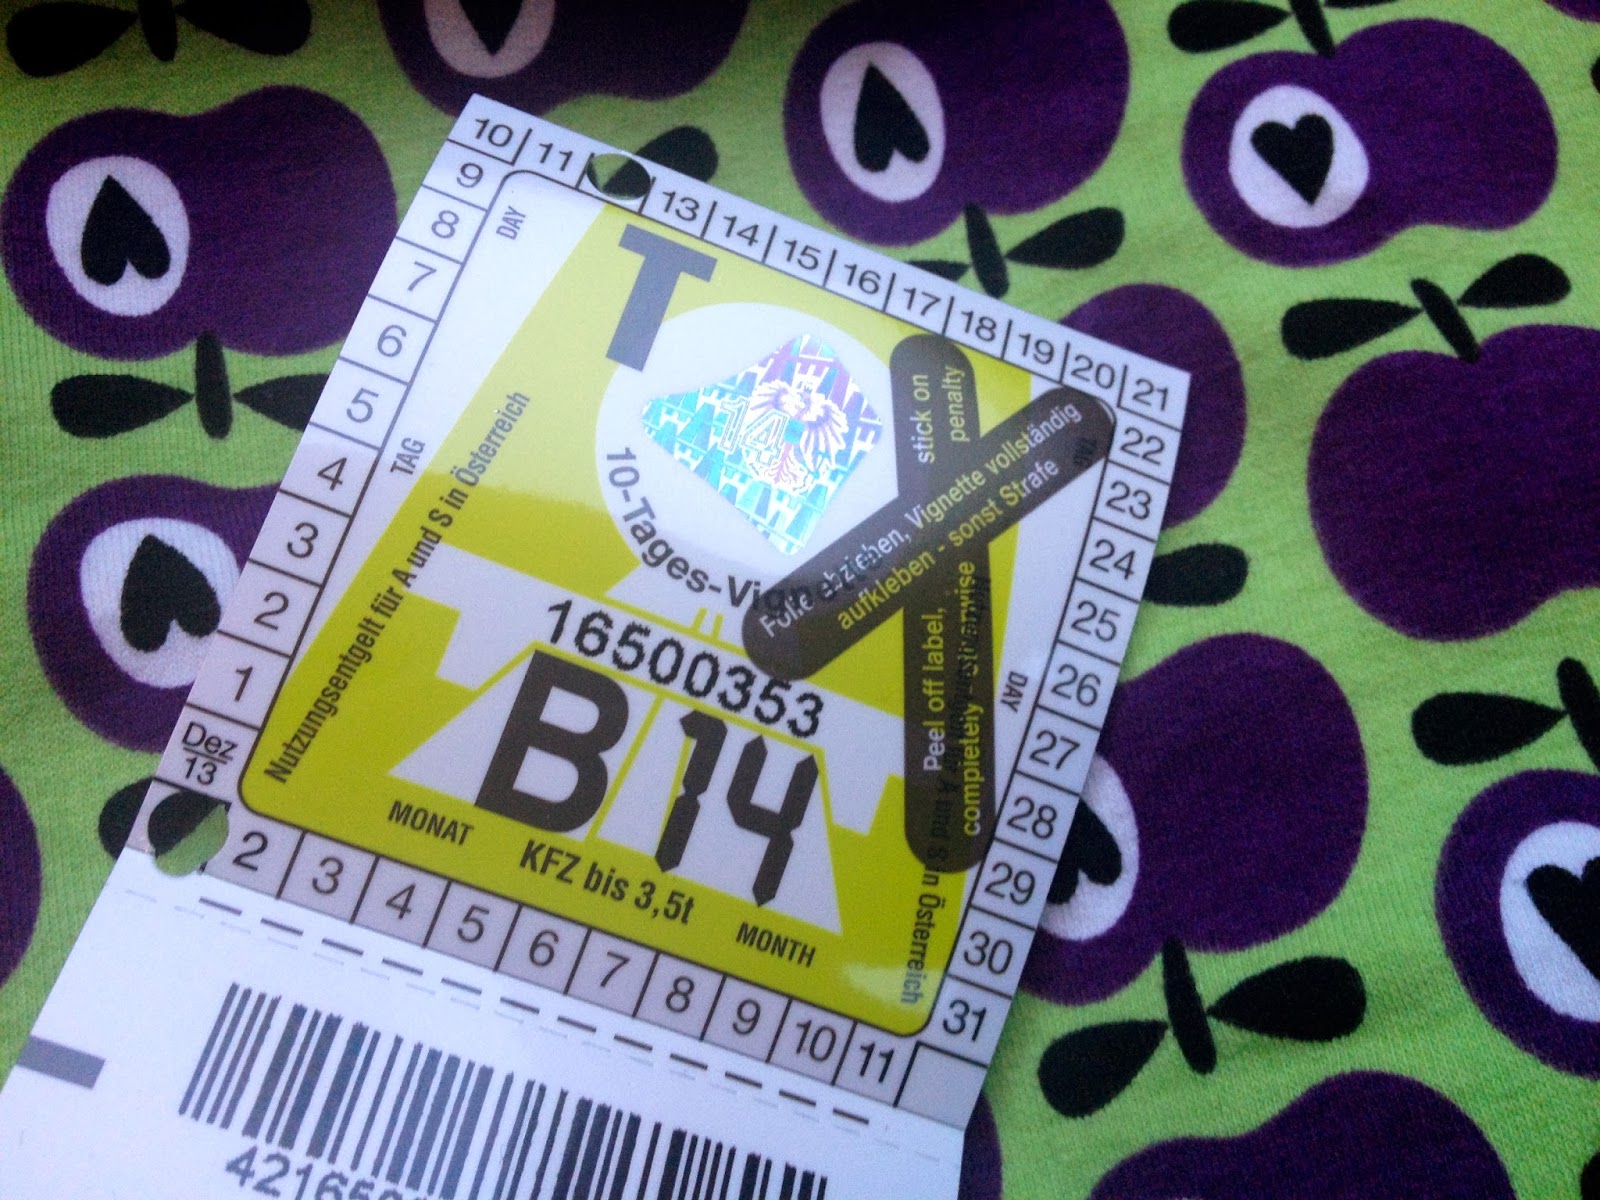 10 11 13 14 15 16 17 18 19 20 21
9
8
7
6
5
4
3
2
1
Dez
13
22
23
24
25
26
27
28
29
30
31
2 3 4 5 6 7 8 9 10 11
DAY
TAG
T
14
10-Tages-Vignette
Nutzungsentgelt für A und S in Österreich
stick on
penalty
Folie abziehen, Vignette vollständig
aufkleben - sonst Strafe
Peel off label,
completely - otherwise
TAG
DAY
A und S in Österreich
16500353
B 14
MONAT
KFZ bis 3,5t
MONTH